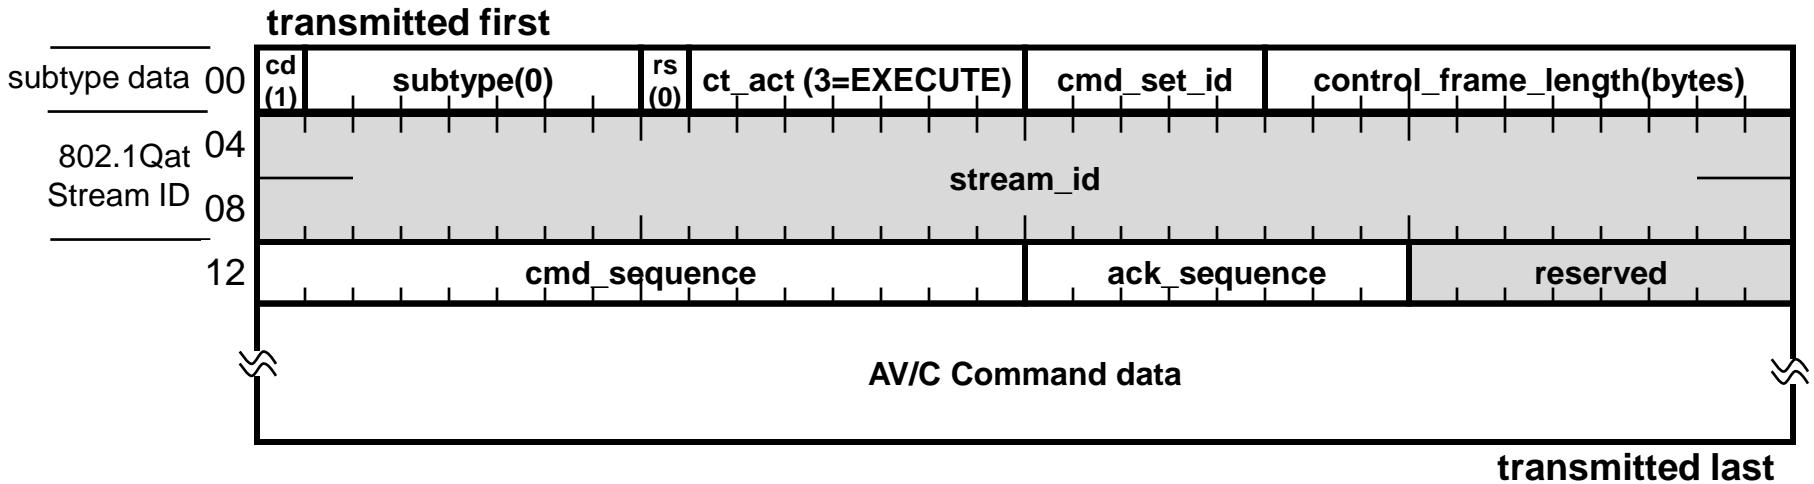 transmitted first
subtype data 00 cd (1) subtype(0) rs (0) ct_act (3=EXECUTE) cmd_set_id control_frame_length(bytes)
802.1Qat
Stream ID
04
08
stream_id
12 cmd_sequence ack_sequence reserved
AV/C Command data
transmitted last